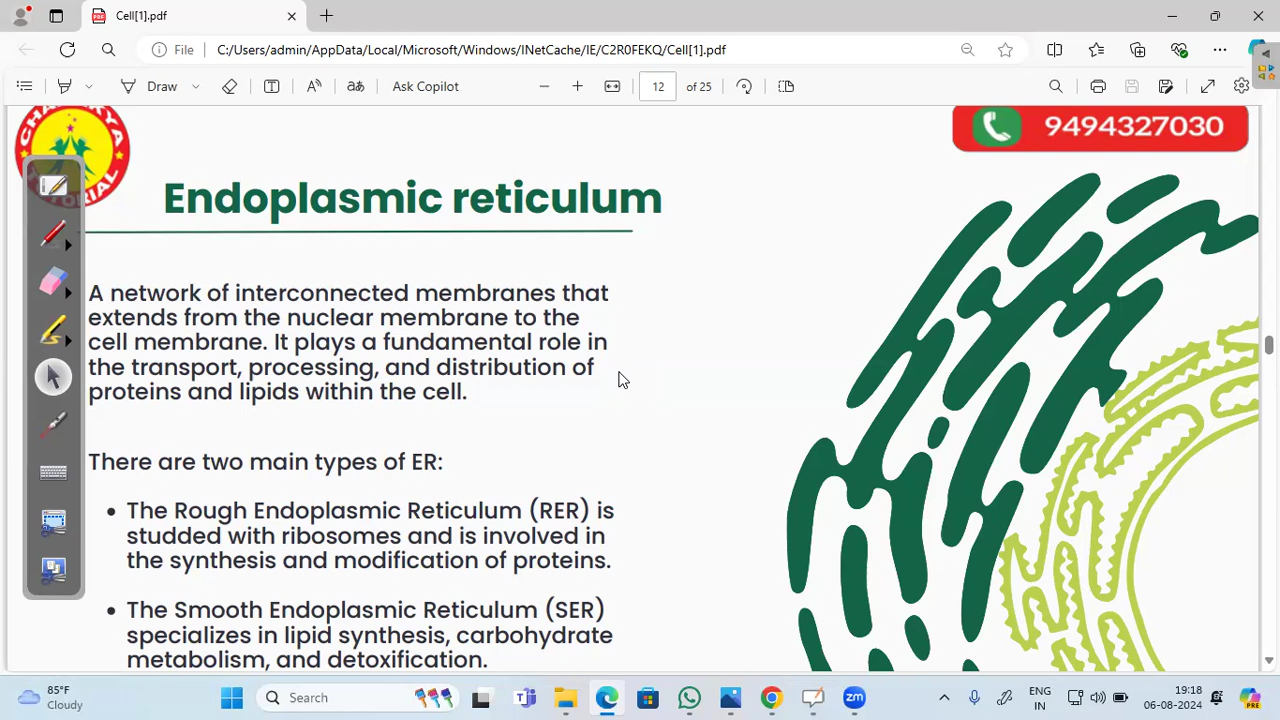 Cell[1].pdf
File
C:/Users/admin/AppData/Local/Microsoft/Windows/INetCache/IE/C2R0FEKQ/Cell[1].pdf
Draw
Ask Copilot
12
of 25
9494327030
Endoplasmic reticulum
A network of interconnected membranes that
extends from the nuclear membrane to the
cell membrane. It plays a fundamental role in
the transport, processing, and distribution of
proteins and lipids within the cell.
There are two main types of ER:
• The Rough Endoplasmic Reticulum (RER) is
studded with ribosomes and is involved in
the synthesis and modification of proteins.
• The Smooth Endoplasmic Reticulum (SER)
specializes in lipid synthesis, carbohydrate
metabolism, and detoxification.
85°F
Cloudy
Search
ENG
IN
19:18
06-08-2024